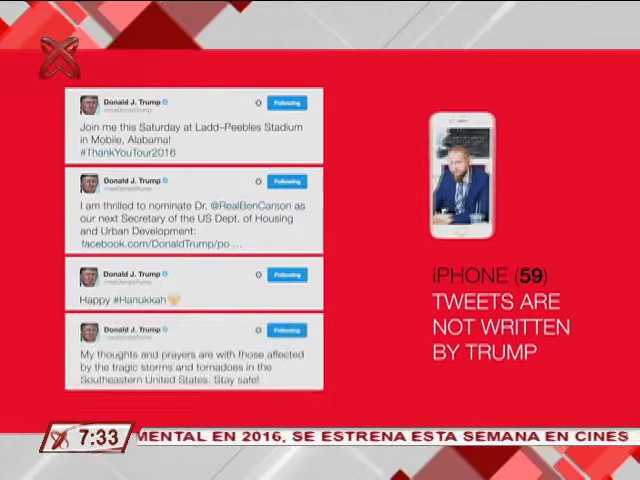 Donald J. Trump
Following
Join me this Saturday at Ladd–Peebles Stadium
in Mobile, Alabama!
#ThankYouTour2016
Donald J. Trump
Following
I am thrilled to nominate Dr. @RealBenCarson as
our next Secretary of the US Dept. of Housing
and Urban Development:
facebook.com/DonaldTrump/po ...
Donald J. Trump
Following
Happy #Hanukkah
Donald J. Trump
Following
My thoughts and prayers are with those affected
by the tragic storms and tornadoes in the
Southeastern United States. Stay safe!
iPHONE (59)
TWEETS ARE
NOT WRITTEN
BY TRUMP
7:33
MENTAL EN 2016, SE ESTRENA ESTA SEMANA EN CINES